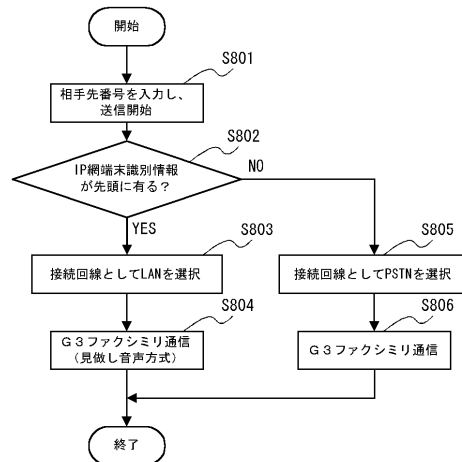 開始
S801
相手先番号を入力し、
送信開始
S802
IP網端末識別情報
が先頭に有る？
NO
YES
S803
接続回線としてLANを選択
S805
接続回線としてPSTNを選択
S804
G3ファクシミリ通信
（見做し音声方式）
S806
G3ファクシミリ通信
終了